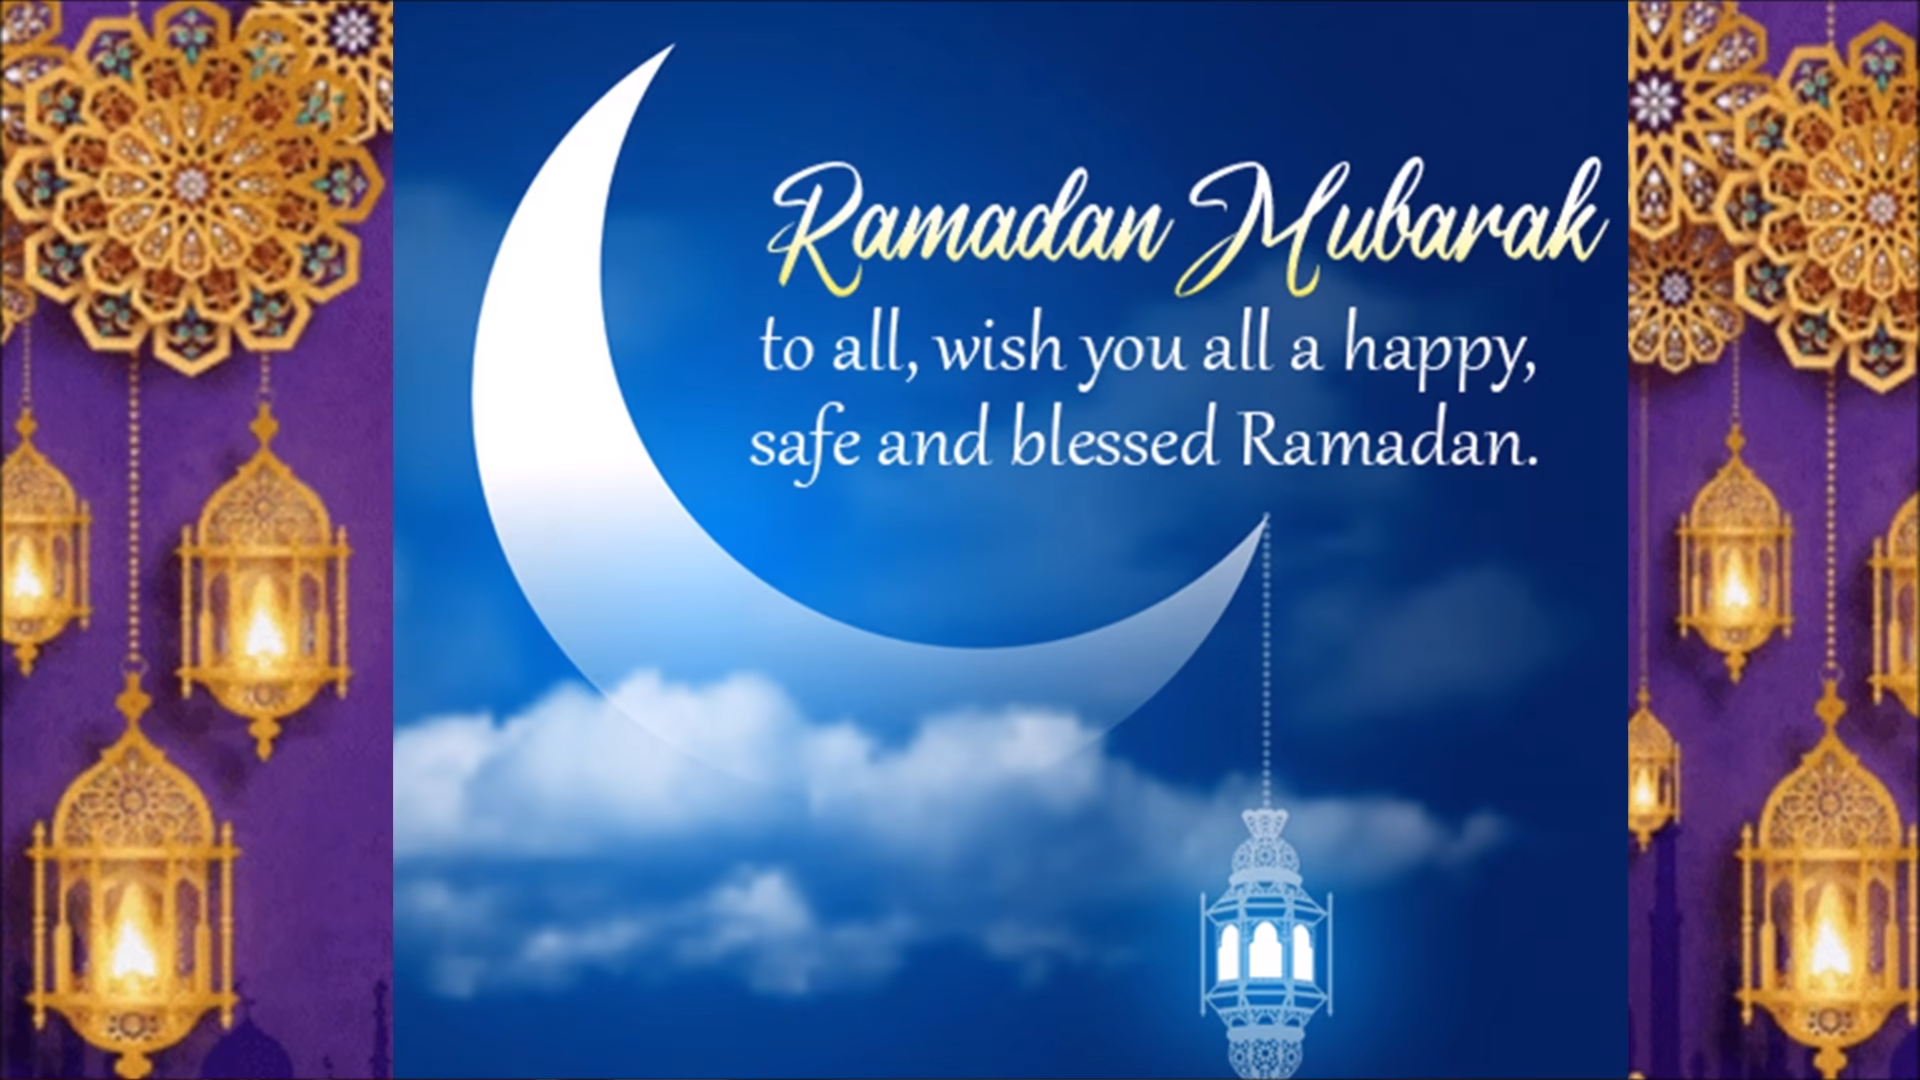 Ramadan Mubarak
to all, wish you all a happy,
safe and blessed Ramadan.